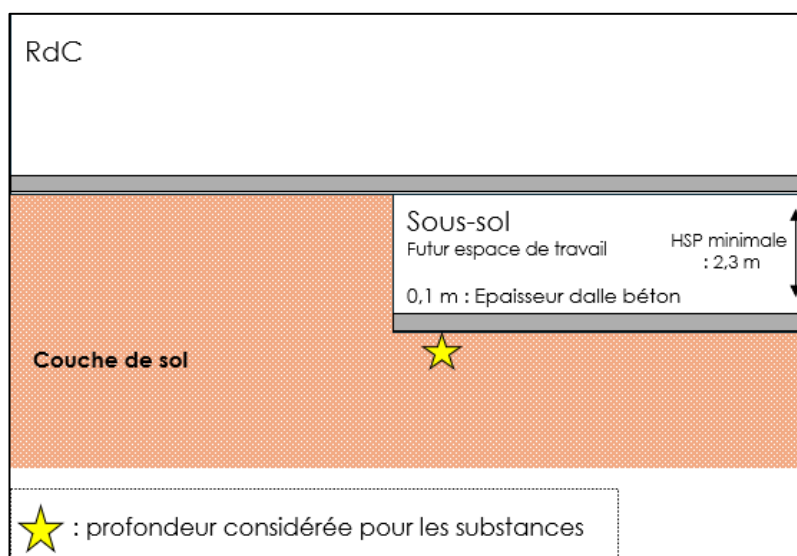 RdC
Sous-sol
Futur espace de travail
HSP minimale
: 2,3 m
0,1 m : Epaisseur dalle béton
Couche de sol
: profondeur considérée pour les substances